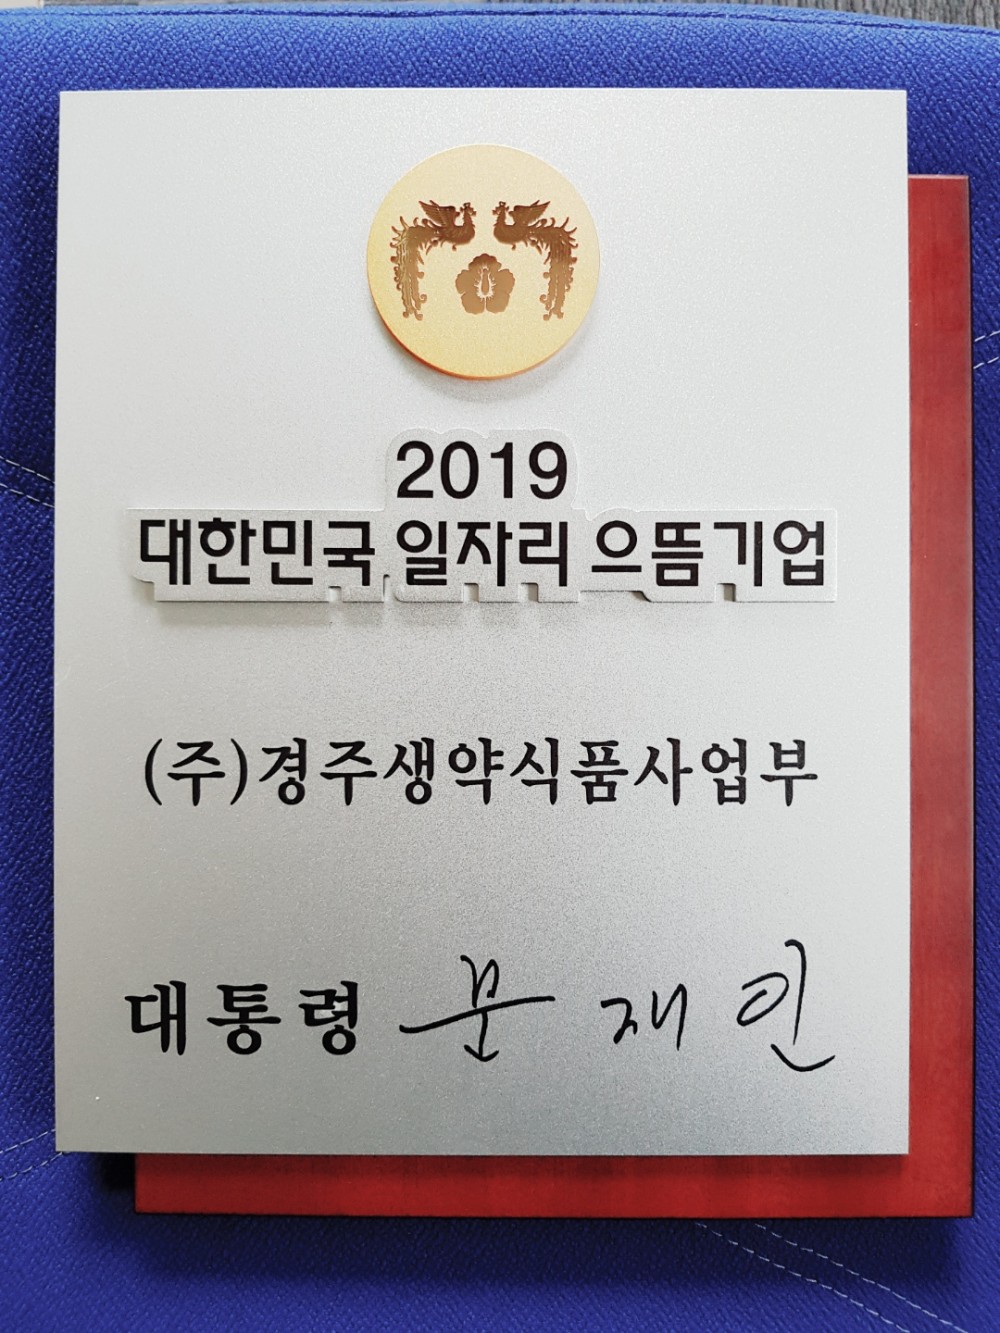 2019
대한민국 일자리 으뜸기업
(주)경주생약식품사업부
대통령 문재인